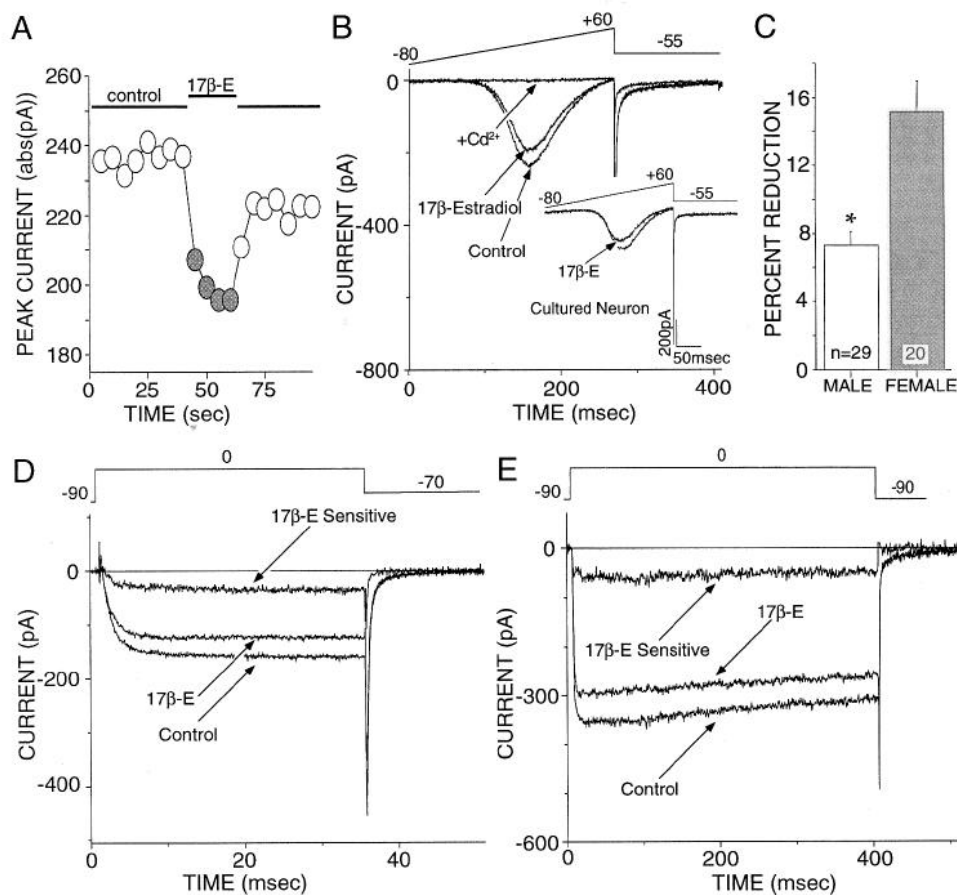 A
PEAK CURRENT (abs(pA))
260
240
220
200
180
control
17β-E
0
25
50
75
TIME (sec)
B
-80
+60
-55
CURRENT (pA)
0
-400
-800
+Cd²⁺
17β-Estradiol
Control
-80
+60
-55
17β-E
Cultured Neuron
200pA
50msec
0
200
400
TIME (msec)
C
PERCENT REDUCTION
16
12
8
4
0
*
n=29
20
MALE
FEMALE
D
-90
0
-70
CURRENT (pA)
0
-200
-400
17β-E Sensitive
17β-E
Control
0
20
40
TIME (msec)
E
-90
0
-90
CURRENT (pA)
0
-300
-600
17β-E
17β-E Sensitive
Control
0
200
400
TIME (msec)